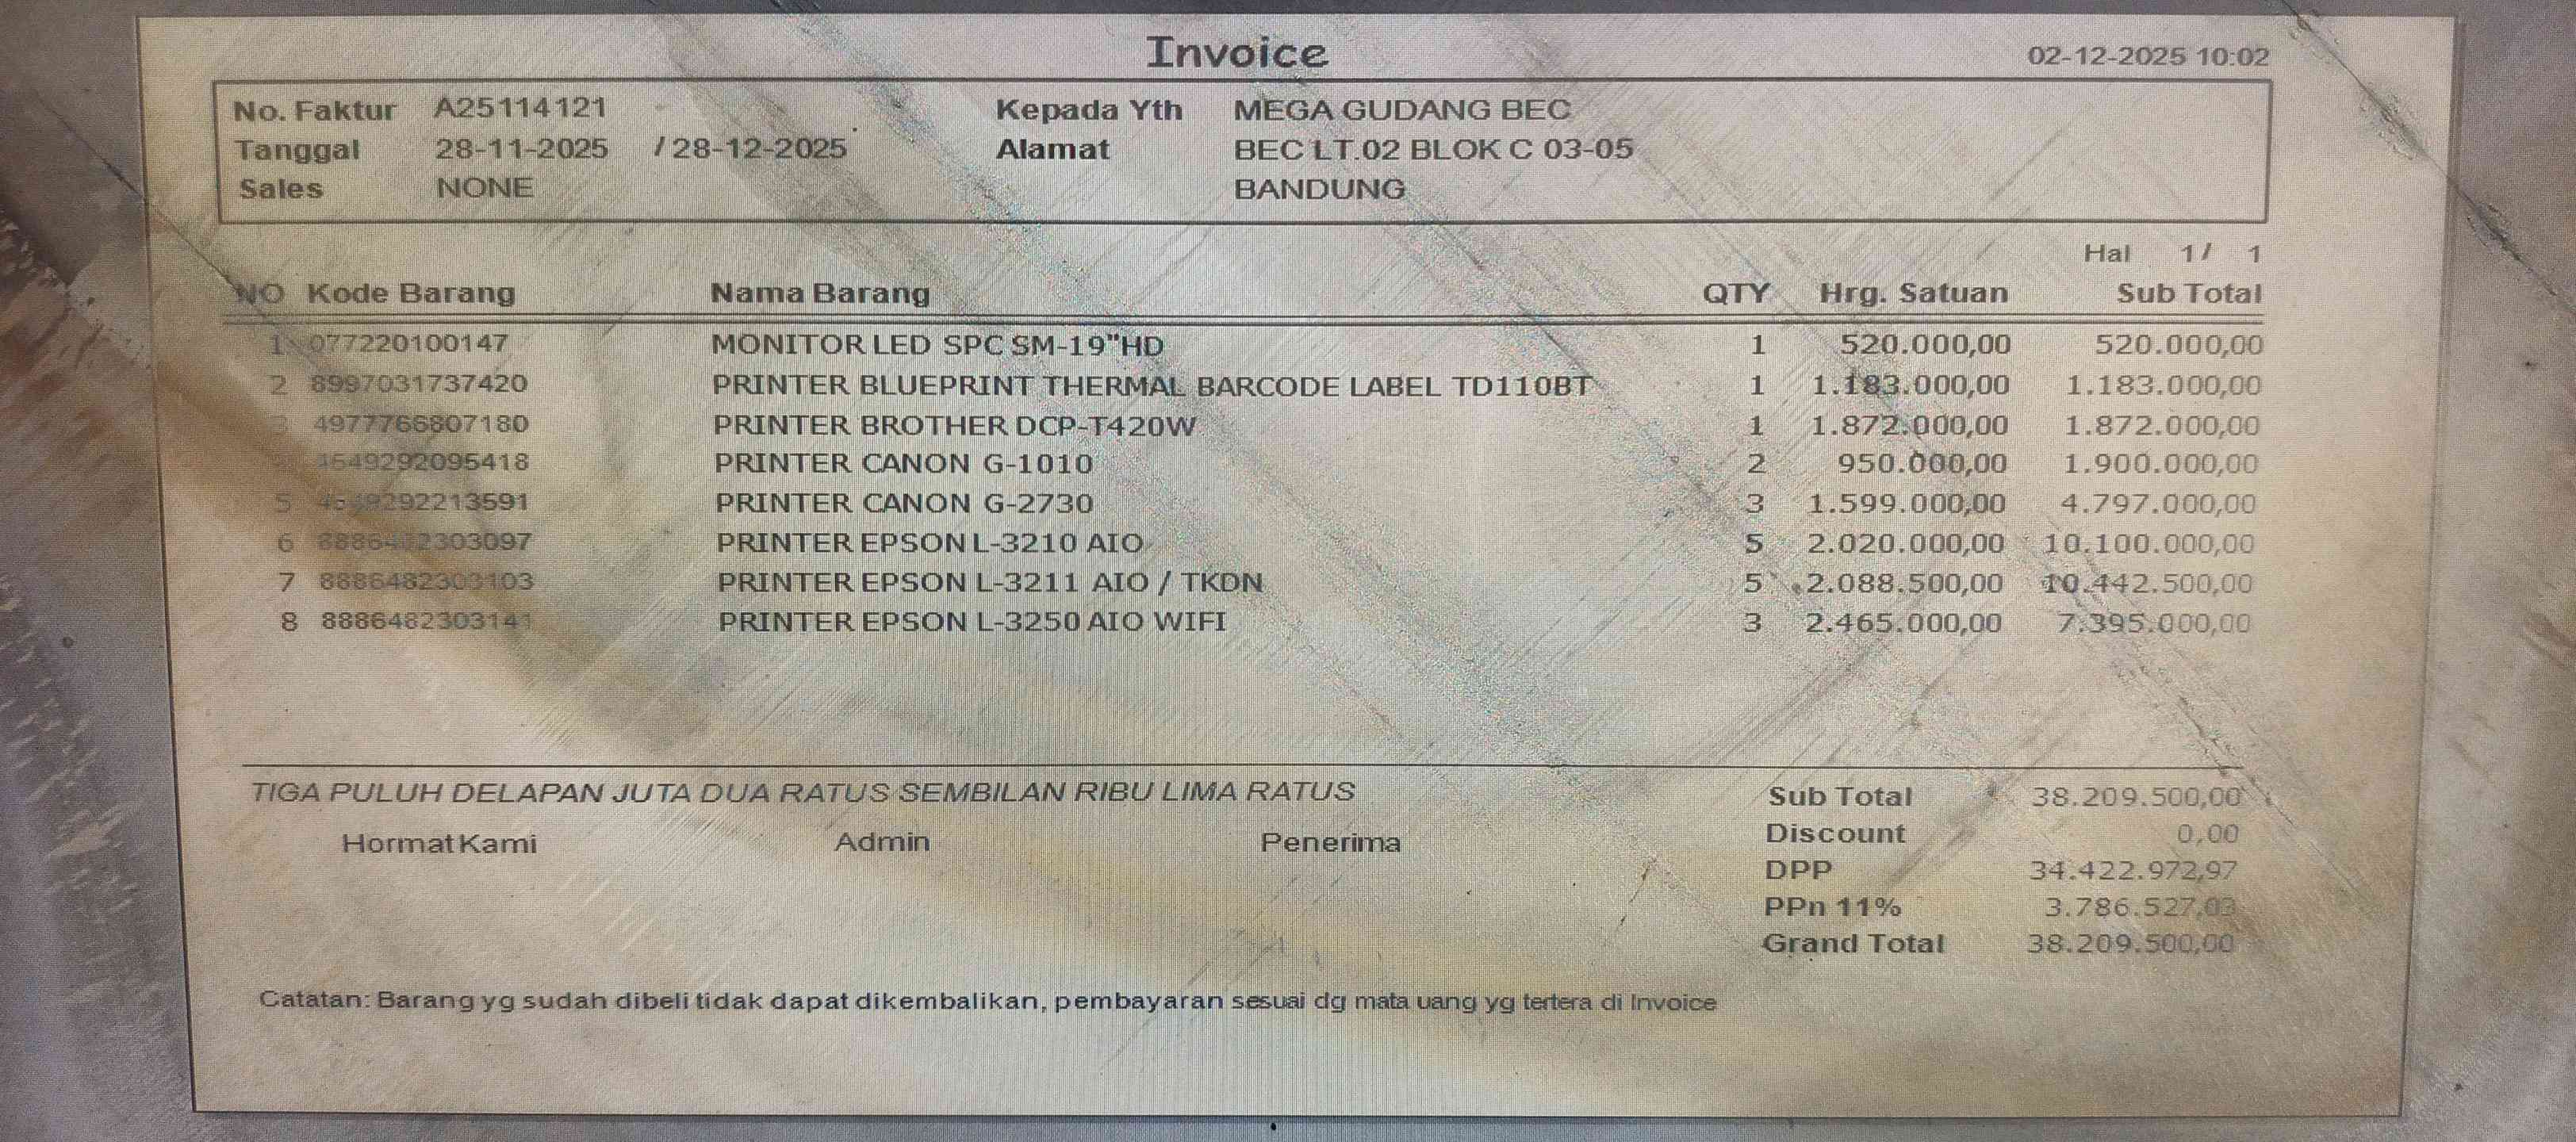 Invoice 02-12-2025 10:02
No. Faktur A25114121 Kepada Yth MEGA GUDANG BEC
Tanggal 28-11-2025 / 28-12-2025 Alamat BEC LT.02 BLOK C 03-05
Sales NONE BANDUNG
Hal 1/ 1
NO Kode Barang Nama Barang QTY Hrg. Satuan Sub Total
1 077220100147 MONITOR LED SPC SM-19"HD 1 520.000,00 520.000,00
2 8997031737420 PRINTER BLUEPRINT THERMAL BARCODE LABEL TD110BT 1 1.183.000,00 1.183.000,00
3 4977766807180 PRINTER BROTHER DCP-T420W 1 1.872.000,00 1.872.000,00
4549292095418 PRINTER CANON G-1010 2 950.000,00 1.900.000,00
5 4549292213591 PRINTER CANON G-2730 3 1.599.000,00 4.797.000,00
6 8886482303097 PRINTER EPSON L-3210 AIO 5 2.020.000,00 10.100.000,00
7 8886482303103 PRINTER EPSON L-3211 AIO / TKDN 5 2.088.500,00 10.442.500,00
8 8886482303141 PRINTER EPSON L-3250 AIO WIFI 3 2.465.000,00 7.395.000,00
TIGA PULUH DELAPAN JUTA DUA RATUS SEMBILAN RIBU LIMA RATUS Sub Total 38.209.500,00
Hormat Kami Admin Penerima Discount 0,00
DPP 34.422.972,97
PPn 11% 3.786.527,03
Grand Total 38.209.500,00
Catatan: Barang yg sudah dibeli tidak dapat dikembalikan, pembayaran sesuai dg mata uang yg tertera di Invoice